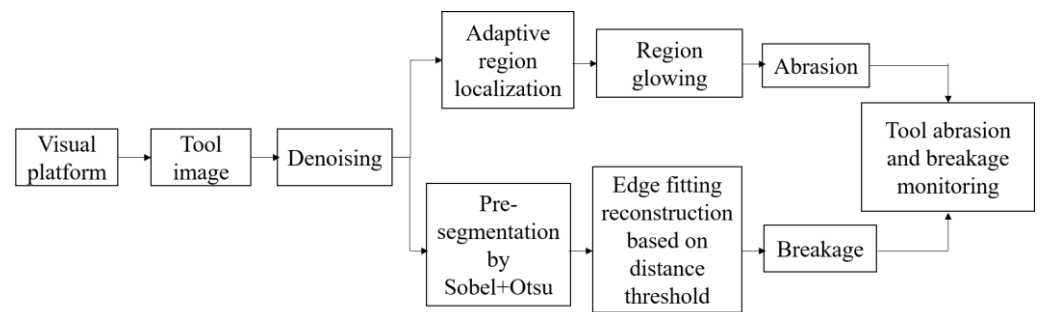 Visual
platform
Tool
image
Denoising
Adaptive
region
localization
Region
glowing
Abrasion
Pre-
segmentation
by
Sobel+Otsu
Edge fitting
reconstruction
based on
distance
threshold
Breakage
Tool abrasion
and breakage
monitoring